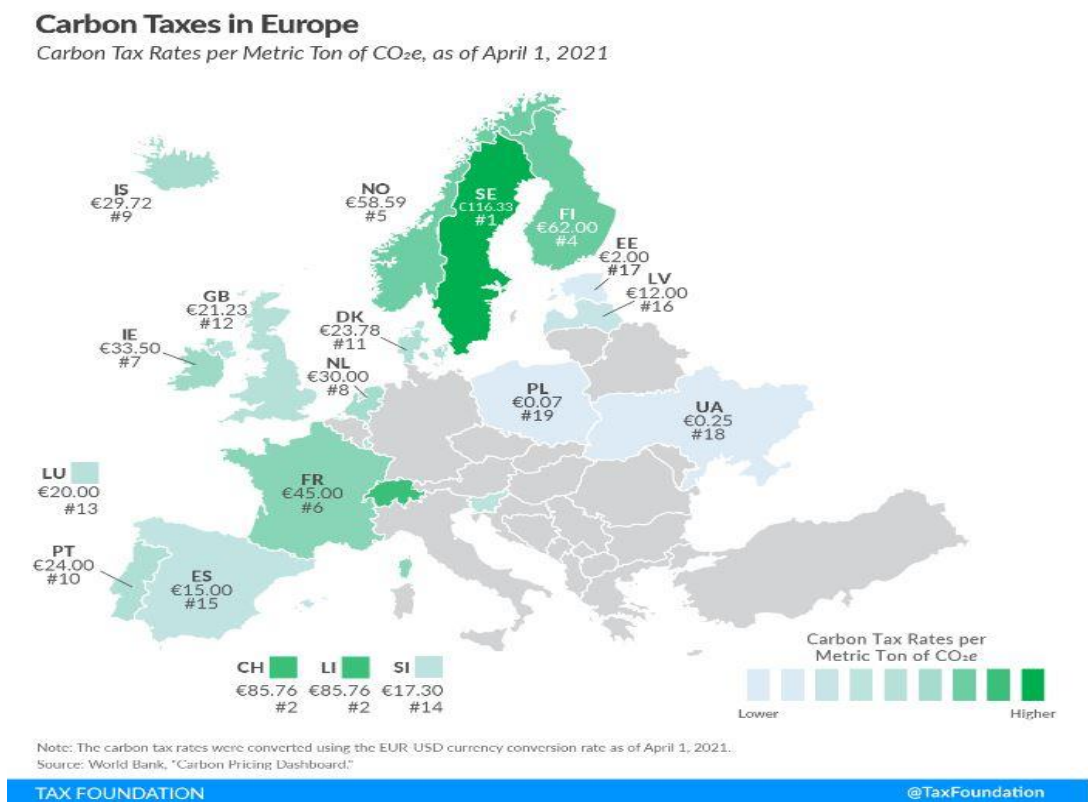 Carbon Taxes in Europe
Carbon Tax Rates per Metric Ton of CO₂e, as of April 1, 2021
IS
€29.72
#9
NO
€58.59
#5
SE
€116.33
#1
FI
€62.00
#4
EE
€2.00
#17
LV
€12.00
#16
GB
€21.23
#12
IE
€33.50
#7
DK
€23.78
#11
NL
€30.00
#8
PL
€0.07
#19
UA
€0.25
#18
LU
€20.00
#13
FR
€45.00
#6
PT
€24.00
#10
ES
€15.00
#15
CH
€85.76
#2
LI
€85.76
#2
SI
€17.30
#14
Carbon Tax Rates per
Metric Ton of CO₂e
Lower
Higher
Note: The carbon tax rates were converted using the EUR USD currency conversion rate as of April 1, 2021.
Source: World Bank, "Carbon Pricing Dashboard."
TAX FOUNDATION
@TaxFoundation